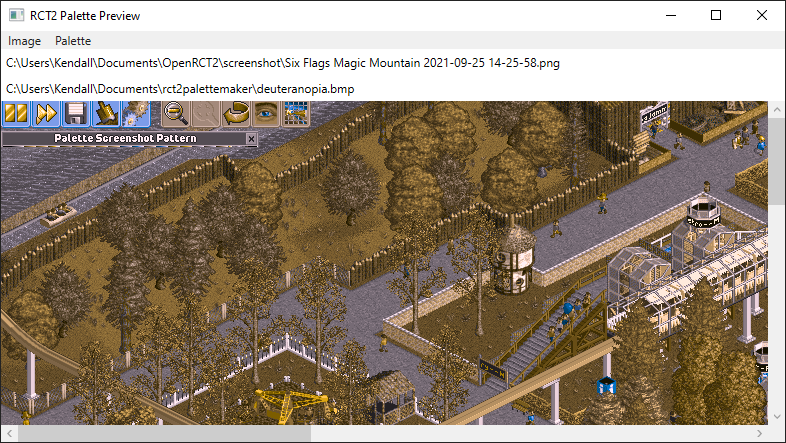 RCT2 Palette Preview
Image Palette
C:\Users\Kendall\Documents\OpenRCT2\screenshot\Six Flags Magic Mountain 2021-09-25 14-25-58.png
C:\Users\Kendall\Documents\rct2palettemaker\deuteranopia.bmp
Palette Screenshot Pattern